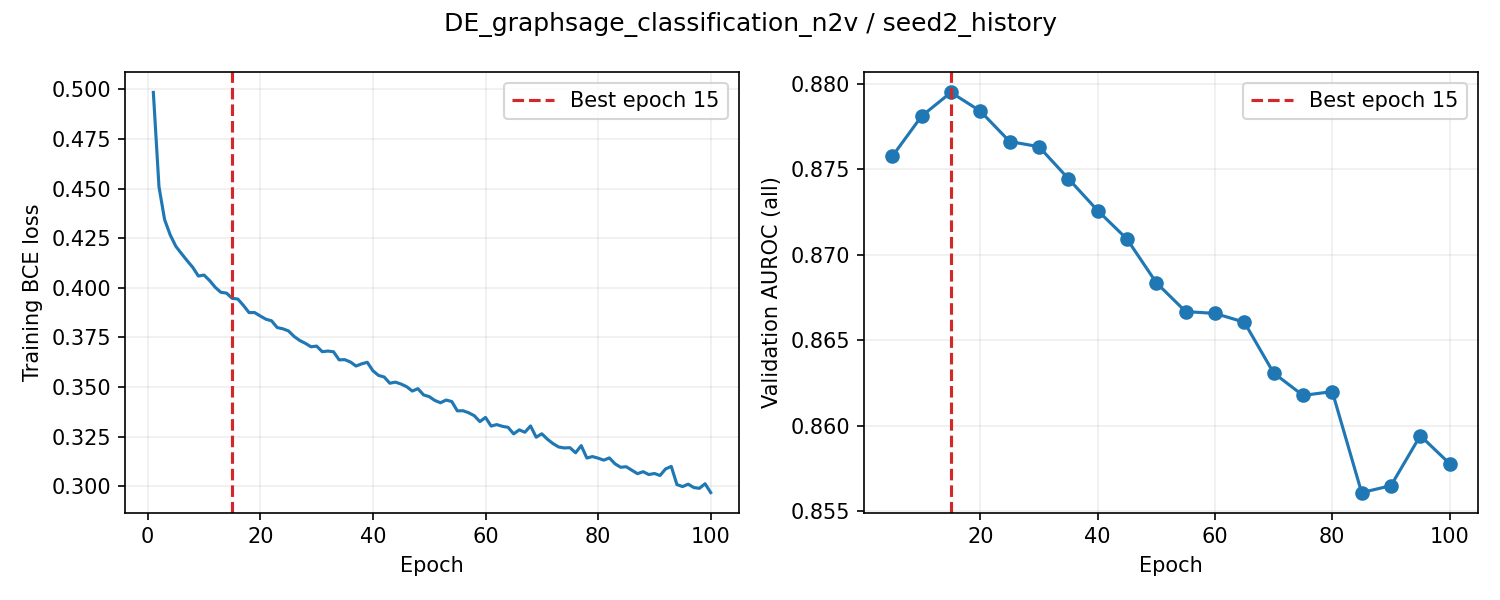 DE_graphsage_classification_n2v / seed2_history
Training BCE loss
0.500
0.475
0.450
0.425
0.400
0.375
0.350
0.325
0.300
Best epoch 15
0 20 40 60 80 100
Epoch
Validation AUROC (all)
0.880
0.875
0.870
0.865
0.860
0.855
Best epoch 15
20 40 60 80 100
Epoch